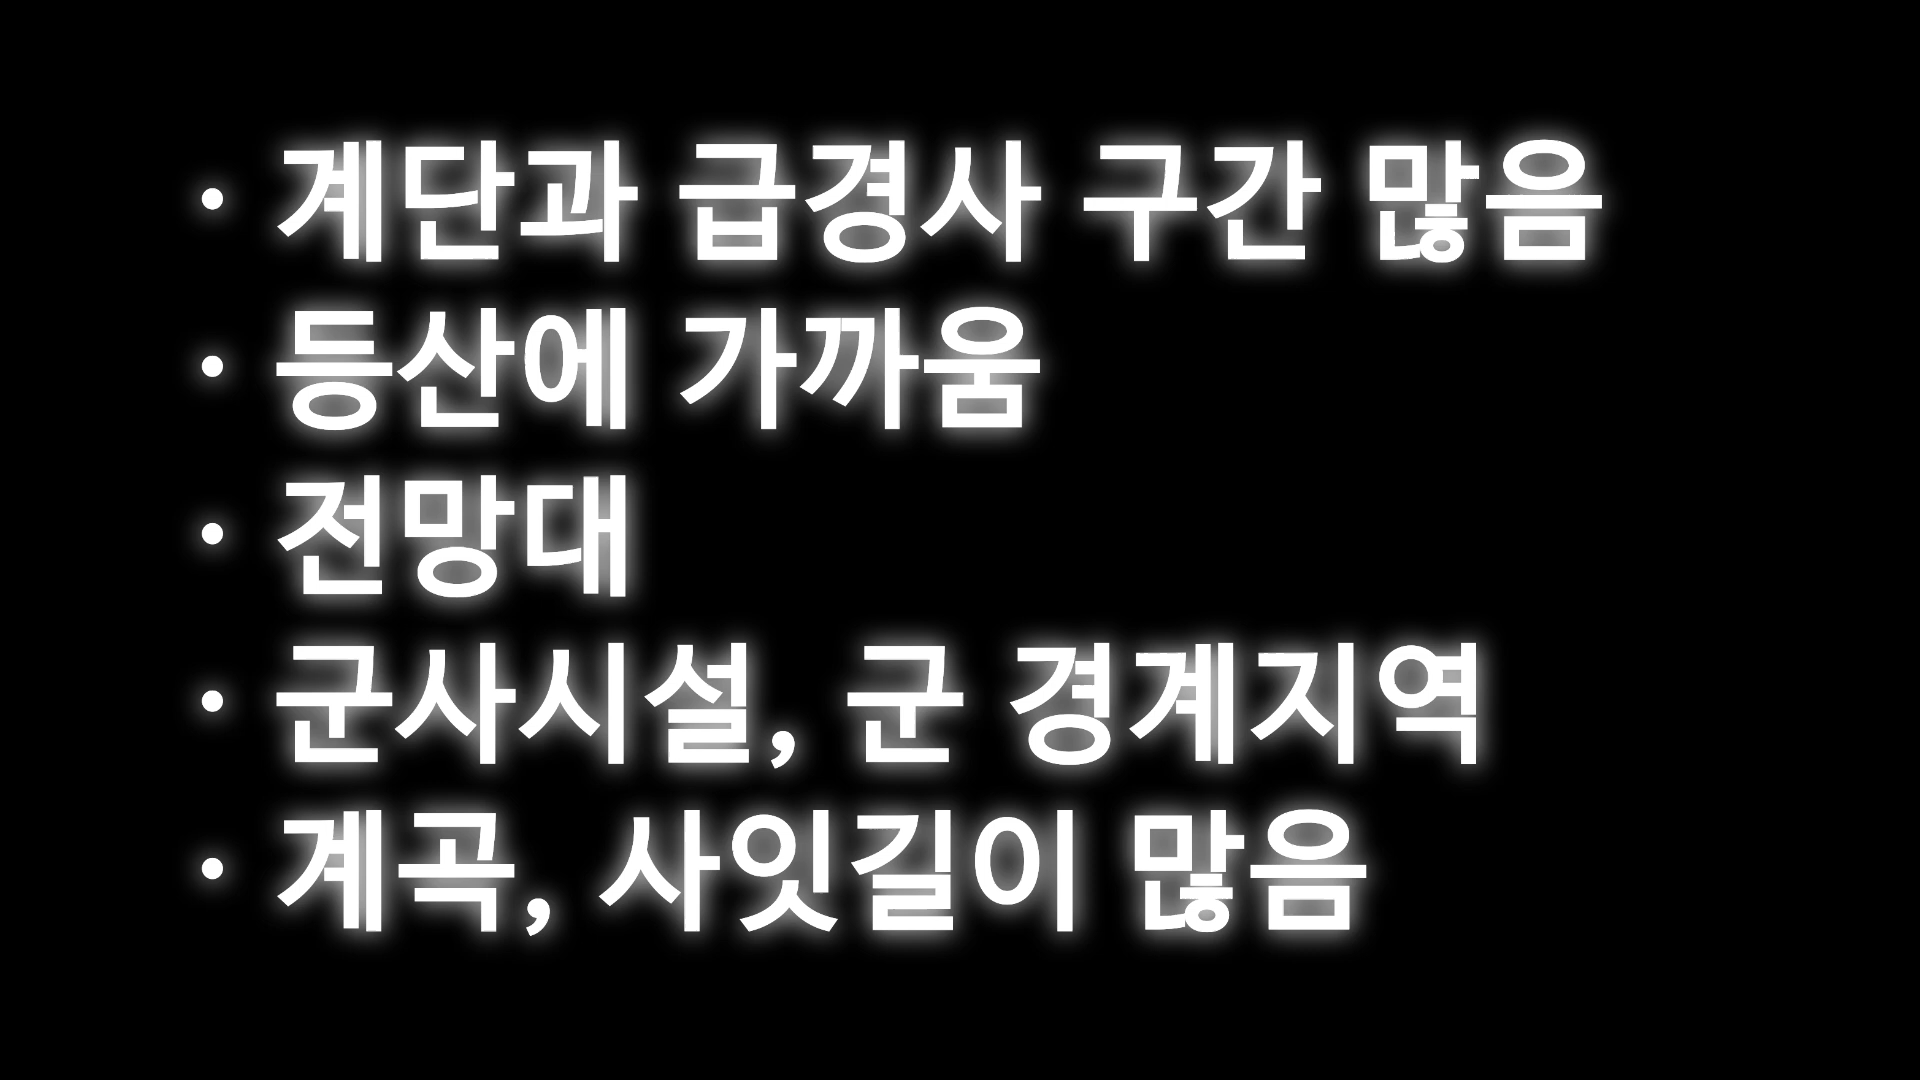 • 계단과 급경사 구간 많음
• 등산에 가까움
• 전망대
• 군사시설, 군 경계지역
• 계곡, 사잇길이 많음